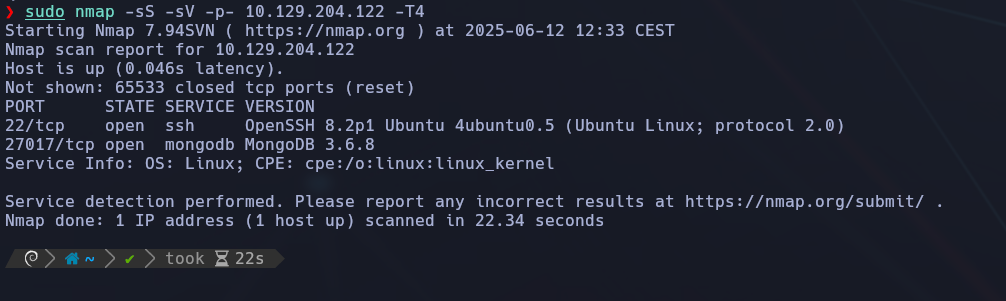 ❯ sudo nmap -sS -sV -p- 10.129.204.122 -T4
Starting Nmap 7.94SVN ( https://nmap.org ) at 2025-06-12 12:33 CEST
Nmap scan report for 10.129.204.122
Host is up (0.046s latency).
Not shown: 65533 closed tcp ports (reset)
PORT      STATE SERVICE VERSION
22/tcp    open  ssh     OpenSSH 8.2p1 Ubuntu 4ubuntu0.5 (Ubuntu Linux; protocol 2.0)
27017/tcp open  mongodb MongoDB 3.6.8
Service Info: OS: Linux; CPE: cpe:/o:linux:linux_kernel
Service detection performed. Please report any incorrect results at https://nmap.org/submit/ .
Nmap done: 1 IP address (1 host up) scanned in 22.34 seconds
~ ✔ took ⌛ 22s